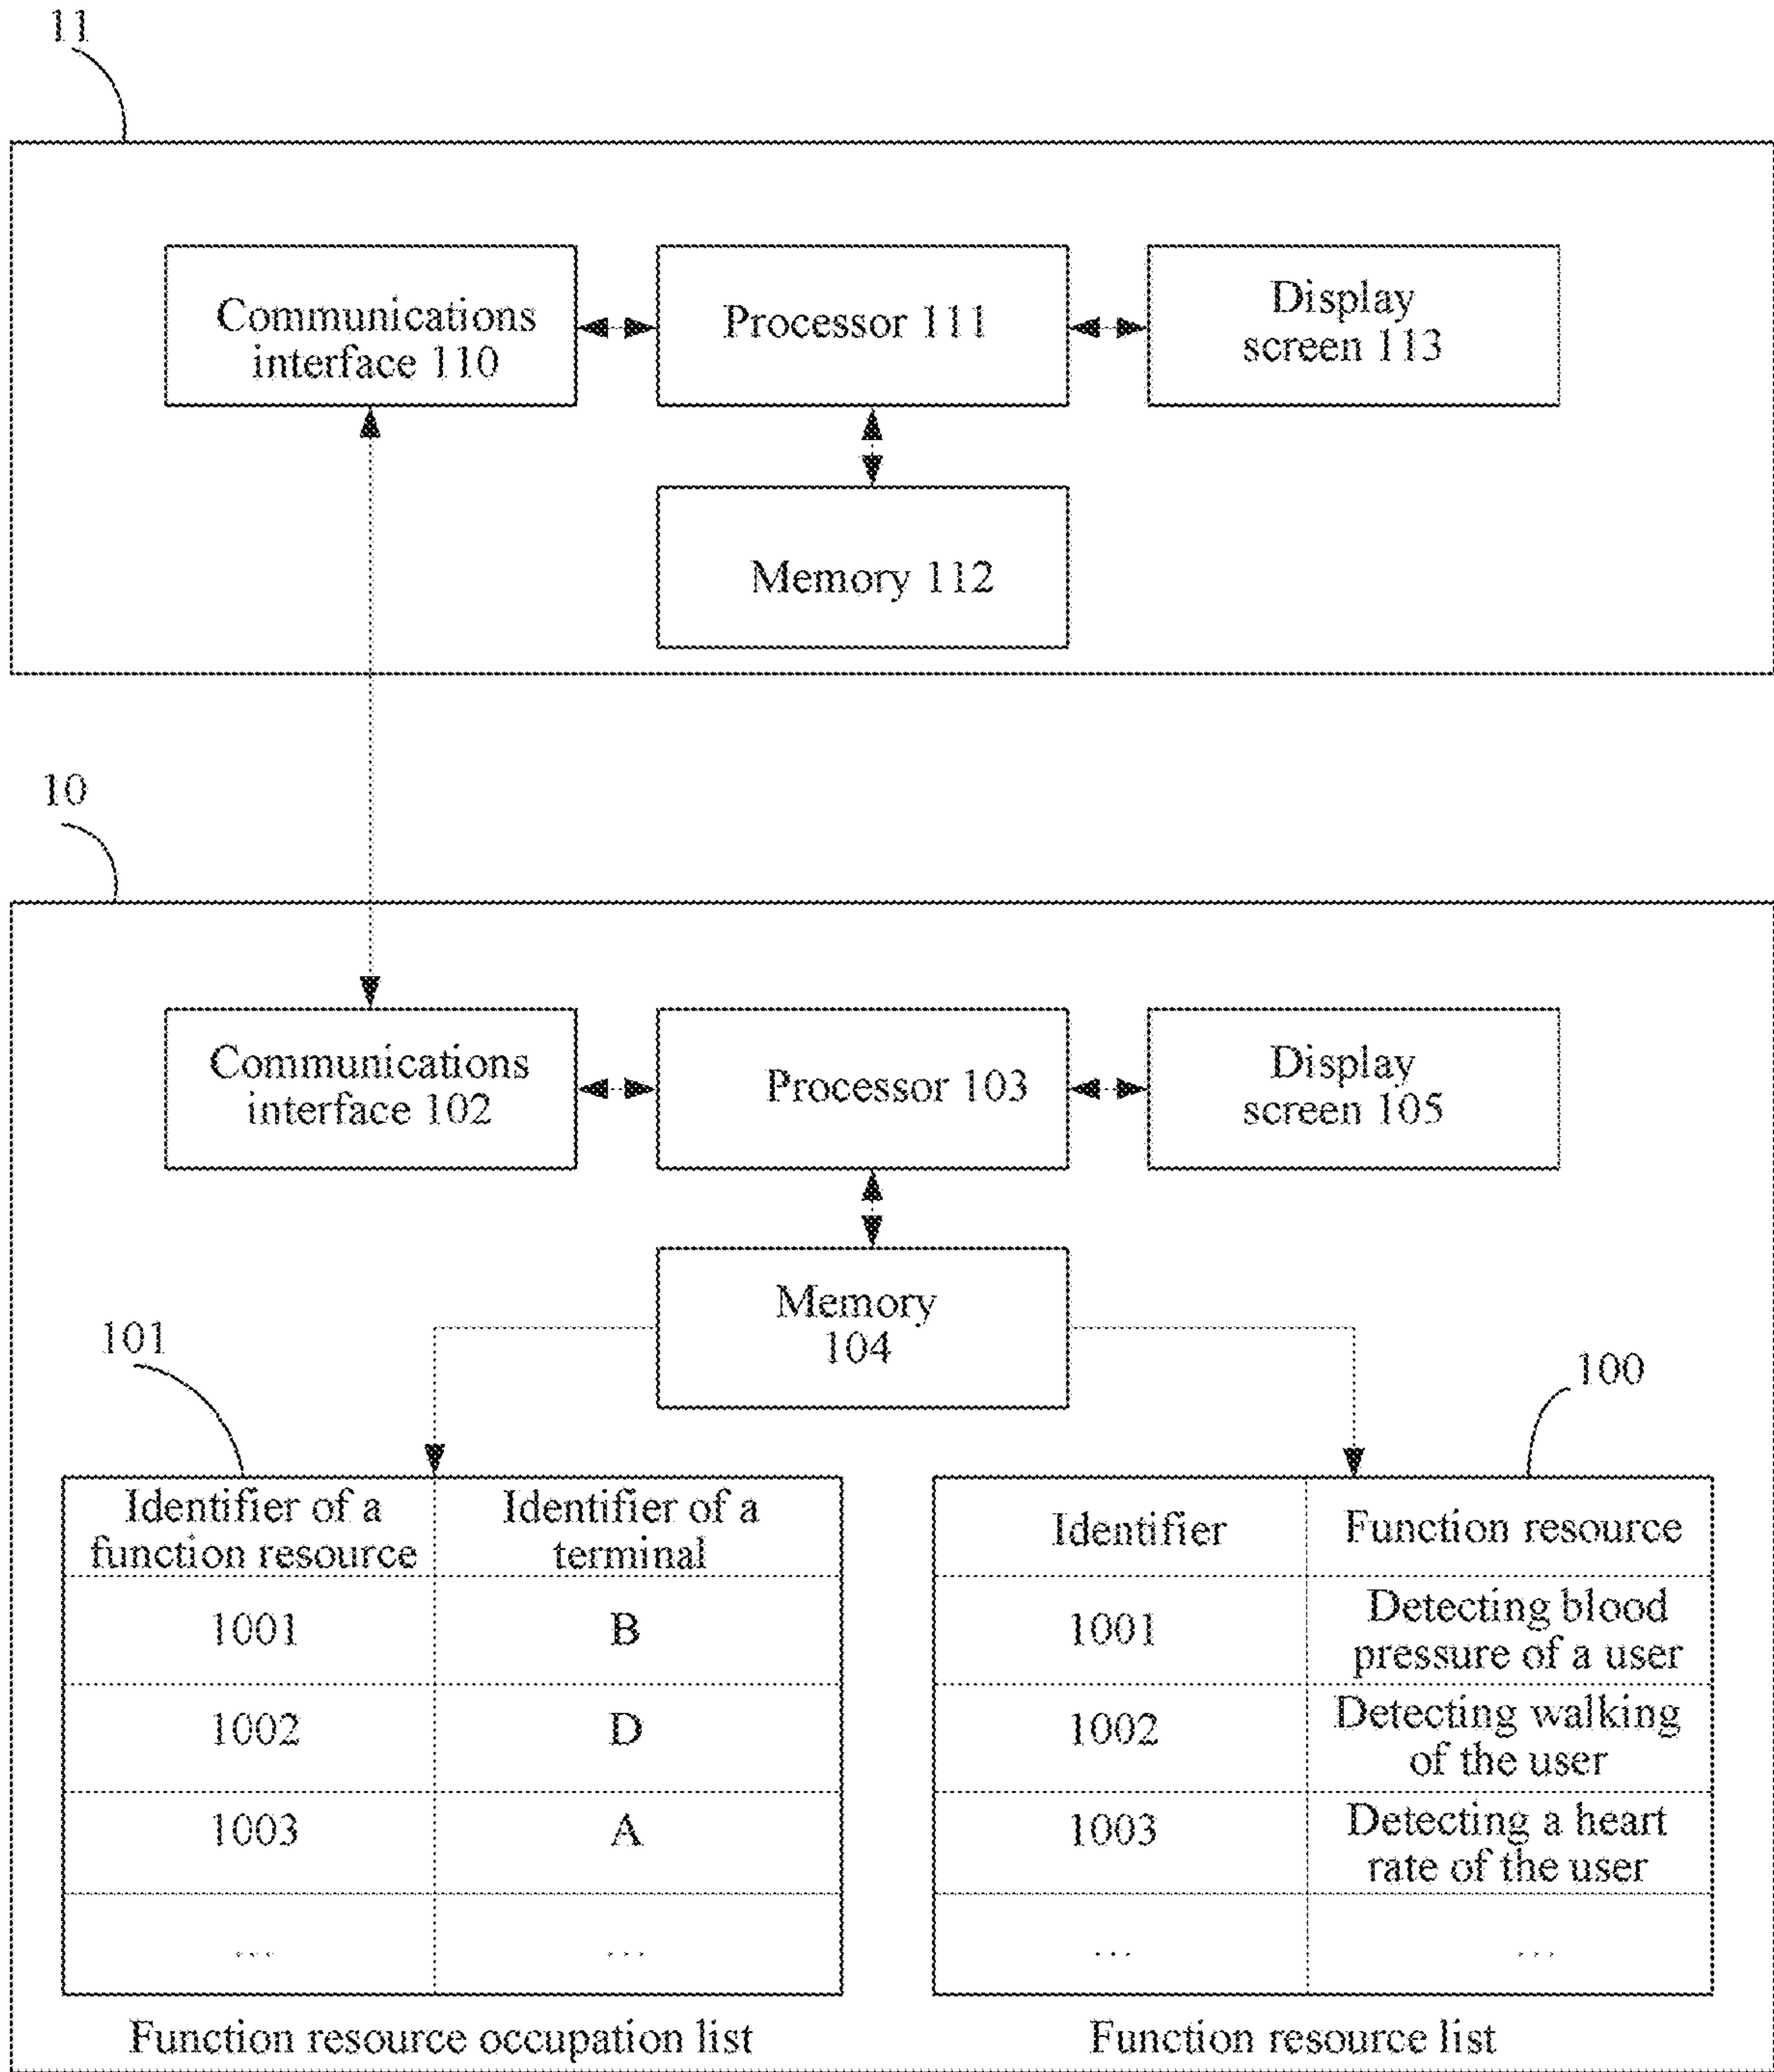 11
Communications
interface 110
Processor 111
Display
screen 113
Memory 112
10
Communications
interface 102
Processor 103
Display
screen 105
Memory
104
101
100
Identifier of a
function resource
Identifier of a
terminal
1001
B
1002
D
1003
A
...
...
Identifier
Function resource
1001
Detecting blood
pressure of a user
1002
Detecting walking
of the user
1003
Detecting a heart
rate of the user
...
...
Function resource occupation list
Function resource list